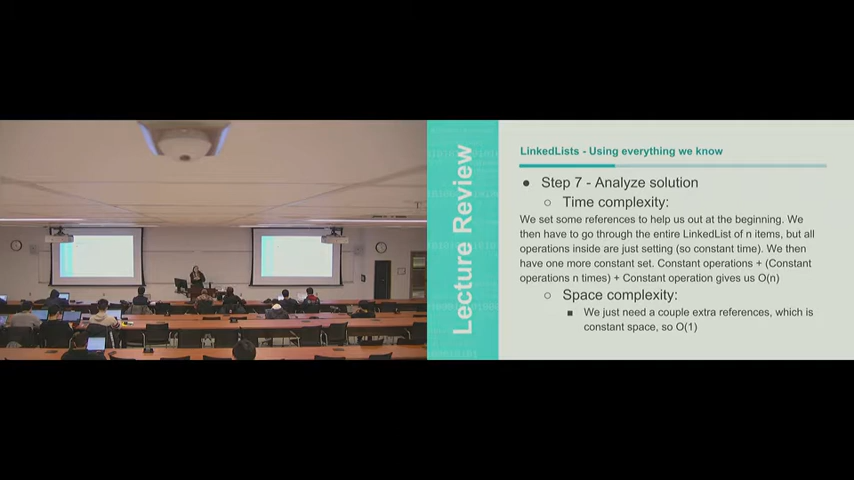 Lecture Review
LinkedLists - Using everything we know
● Step 7 - Analyze solution
○ Time complexity:
We set some references to help us out at the beginning. We
then have to go through the entire LinkedList of n items, but all
operations inside are just setting (so constant time). We then
have one more constant set. Constant operations + (Constant
operations n times) + Constant operation gives us O(n)
○ Space complexity:
■ We just need a couple extra references, which is
constant space, so O(1)